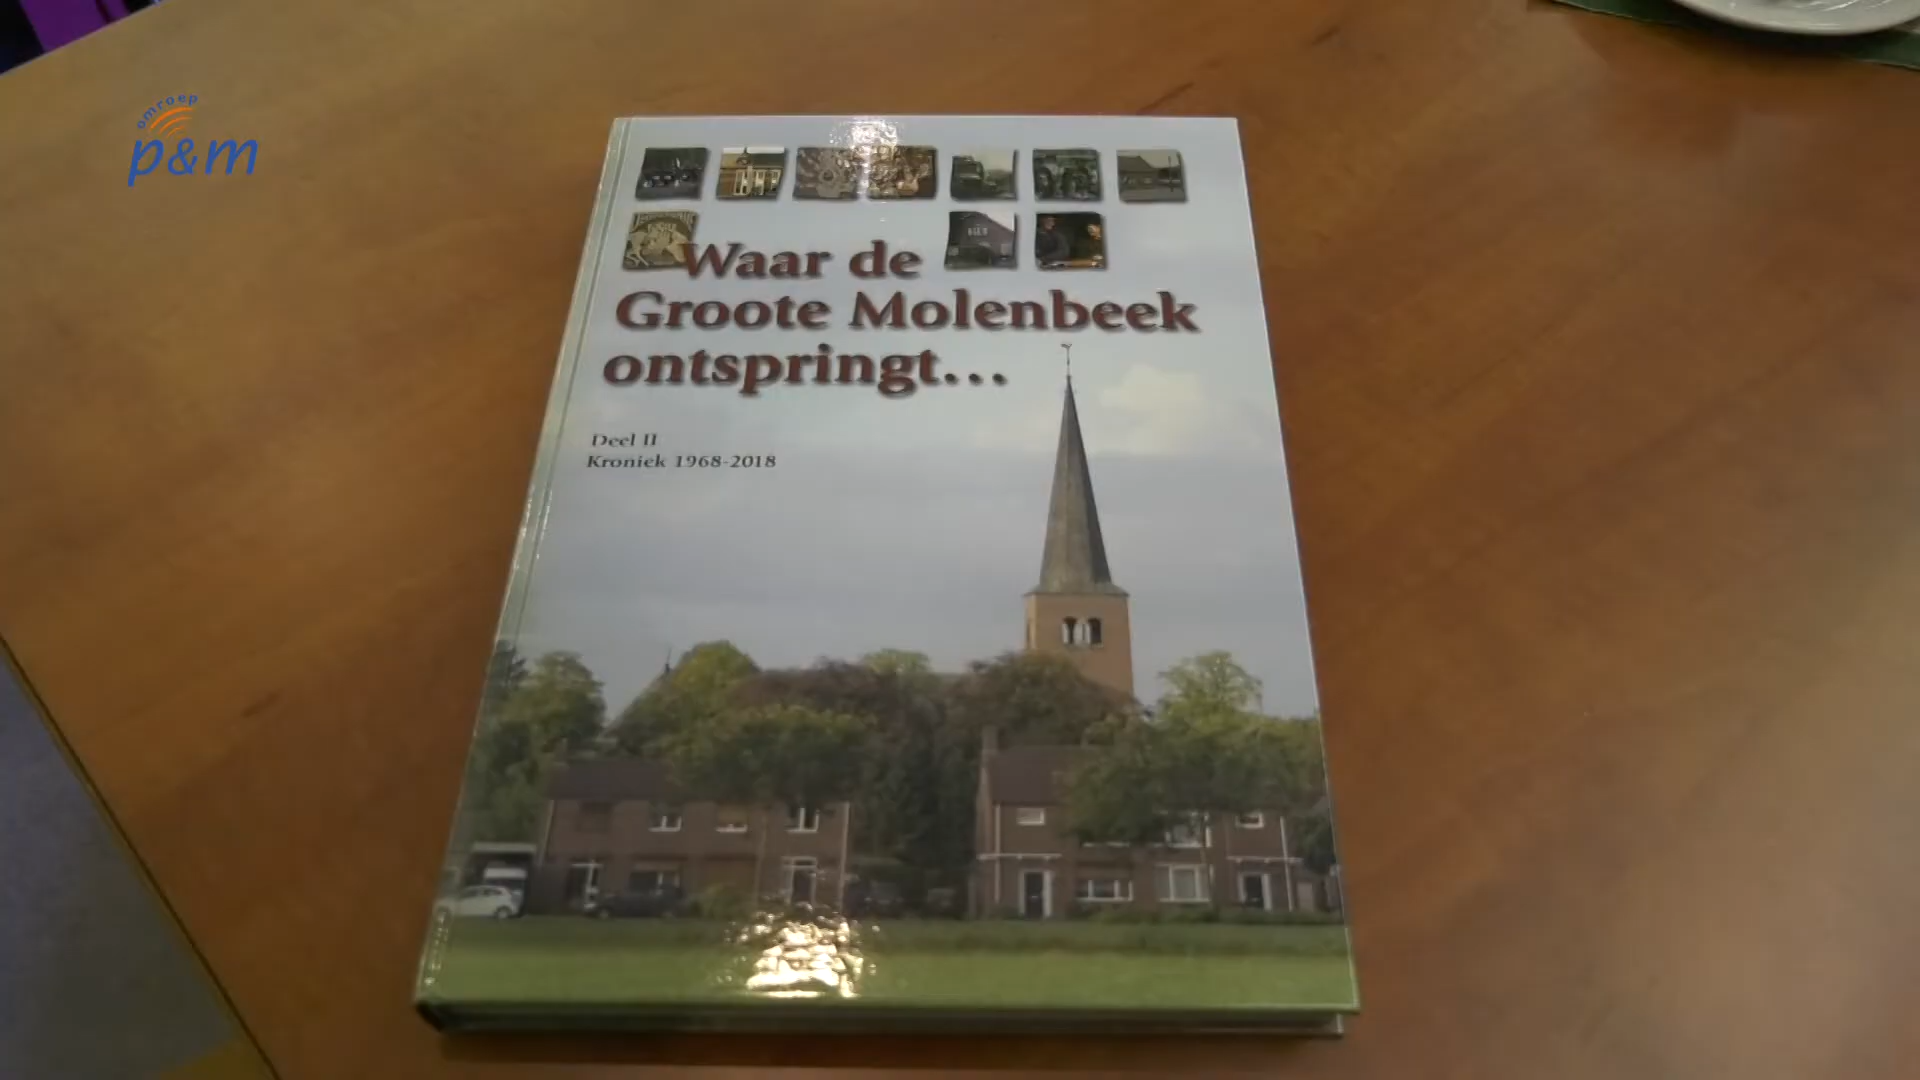 omroep
p&m
Waar de
Groote Molenbeek
ontspringt...
Deel II
Kroniek 1968-2018